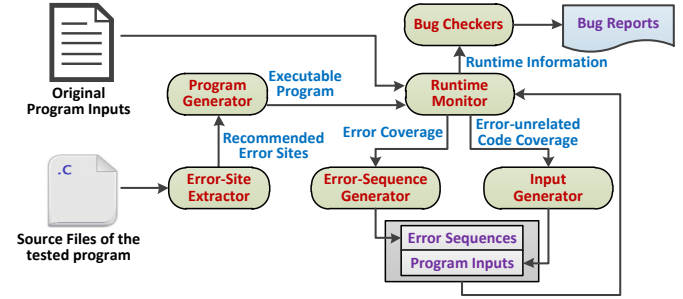 Bug Checkers
Bug Reports
Original
Program Inputs
Runtime Information
Program
Generator
Executable
Program
Runtime
Monitor
Recommended
Error Sites
Error Coverage
Error-unrelated
Code Coverage
.C
Error-Site
Extractor
Error-Sequence
Generator
Input
Generator
Source Files of the
tested program
Error Sequences
Program Inputs